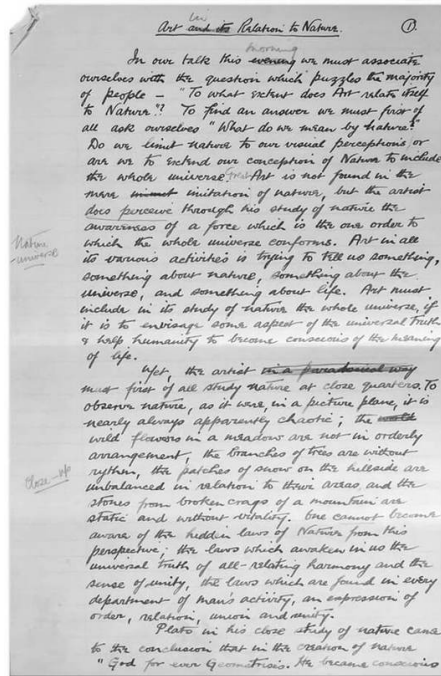 Art and its in Relation to Nature. 1.
In our talk this evening morning we must associate
ourselves with the question which puzzles the majority
of people — "To what extent does Art relate itself
to Nature"? To find an answer we must first of
all ask ourselves "What do we mean by nature?"
Do we limit nature to our visual perceptions, or
are we to extend our conception of Nature to include
the whole universe. Art is not found in the
mere imitation of nature, but the artist
does perceive through his study of nature the
awareness of a force which is the one order to
which the whole universe conforms. Art in all
its various activities is trying to tell us something,
something about nature, something about the
universe, and something about life. Art must
include in its study of nature the whole universe, if
it is to envisage some aspect of the universal truth
& help humanity to become conscious of the meaning
of life.
Nature
-universe
Yet, the artist in a paradoxical way
must first of all study nature at close quarters. To
observe nature, as it were, in a picture plane, it is
nearly always apparently chaotic; the world
wild flowers in a meadow are not in orderly
arrangement, the branches of trees are without
rythem, the patches of snow on the hillside are
unbalanced in relation to their areas, and the
stones from broken crags of a mountain are
static and without vitality. One cannot become
aware of the hidden laws of Nature from this
perspective; the laws which awaken in us the
universal truth of all-relating harmony and the
sense of unity, the laws which are found in every
department of man's activity, an expression of
order, relation, union and unity.
Close-up
Plato in his close study of nature came
to the conclusion that in the creation of nature
"God for ever Geometrisis. He became conscious